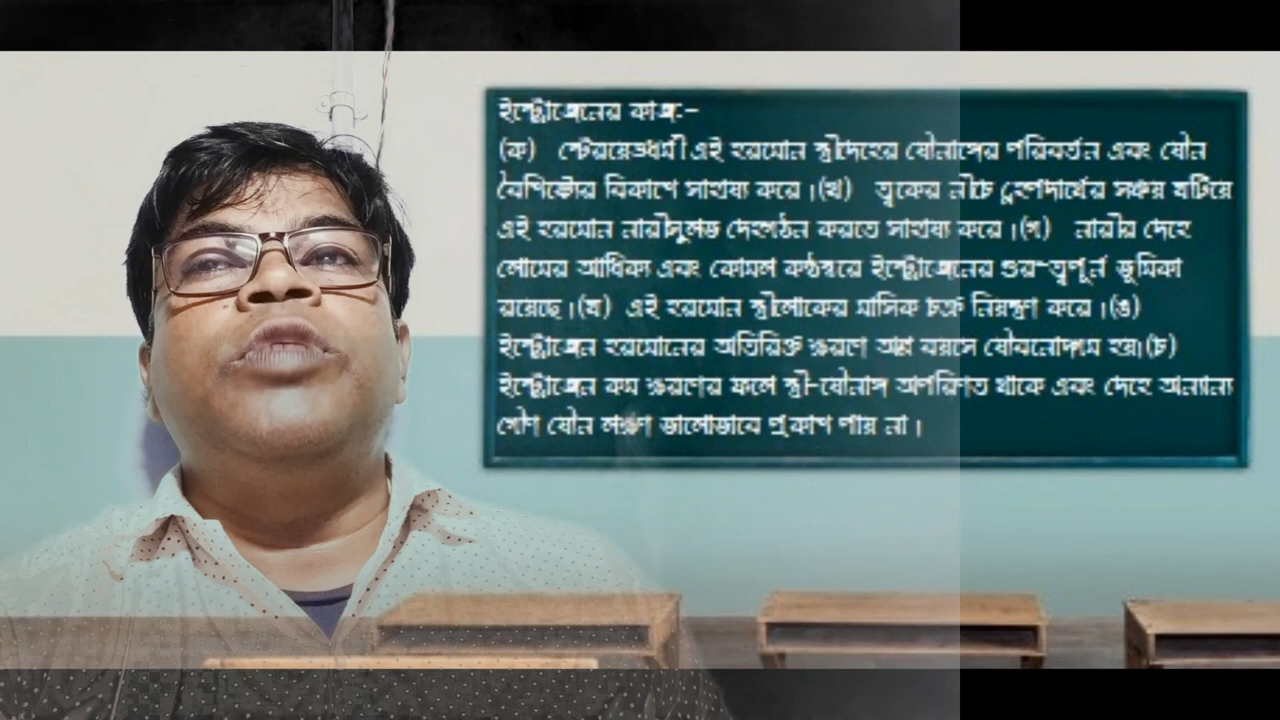 ইস্ট্রোজেনের কাজ:-
(ক) স্টেরয়েডধর্মী এই হরমোন স্ত্রীদেহের যৌনাঙ্গের পরিবর্তন এবং যৌন
বৈশিষ্ট্যের বিকাশে সাহায্য করে। (খ) ত্বকের নীচে স্নেহপদার্থের সঞ্চয় ঘটিয়ে
এই হরমোন নারীসুলভ দেহগঠন করতে সাহায্য করে। (গ) নারীর দেহে
লোমের আধিক্য এবং কোমল কণ্ঠস্বরে ইস্ট্রোজেনের গুরুত্বপূর্ণ ভূমিকা
রয়েছে। (ঘ) এই হরমোন স্ত্রীলোকের মাসিক চক্র নিয়ন্ত্রণ করে। (ঙ)
ইস্ট্রোজেন হরমোনের অতিরিক্ত ক্ষরণে অল্প বয়সে যৌবনোদ্গম হয়। (চ)
ইস্ট্রোজেন কম ক্ষরণের ফলে স্ত্রী-যৌনাঙ্গ অপরিণত থাকে এবং দেহে অন্যান্য
গৌণ যৌন লক্ষণ ভালোভাবে প্রকাশ পায় না।